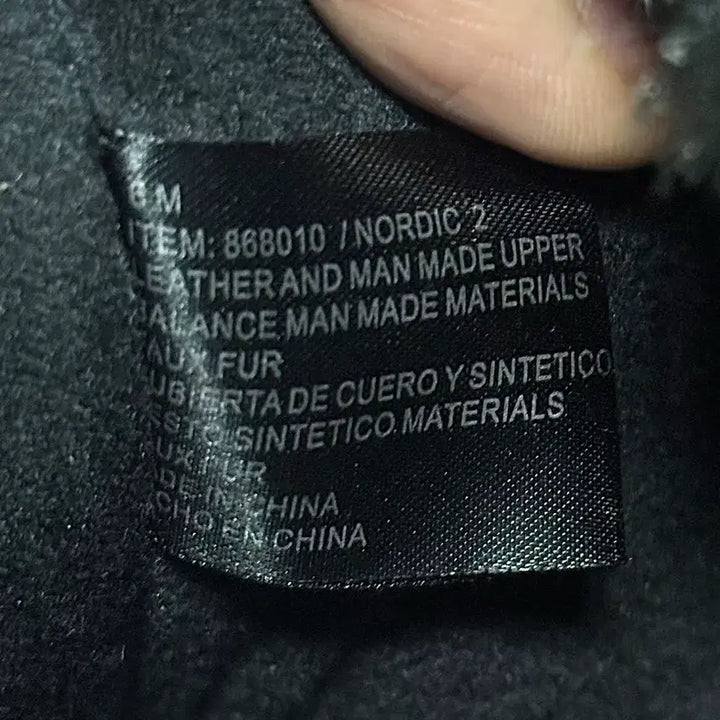 6 M
ITEM: 868010 / NORDIC 2
LEATHER AND MAN MADE UPPER
BALANCE MAN MADE MATERIALS
FAUX FUR
CUBIERTA DE CUERO Y SINTETICO
RESTO SINTETICO MATERIALS
FAUX FUR
MADE IN CHINA
HECHO EN CHINA